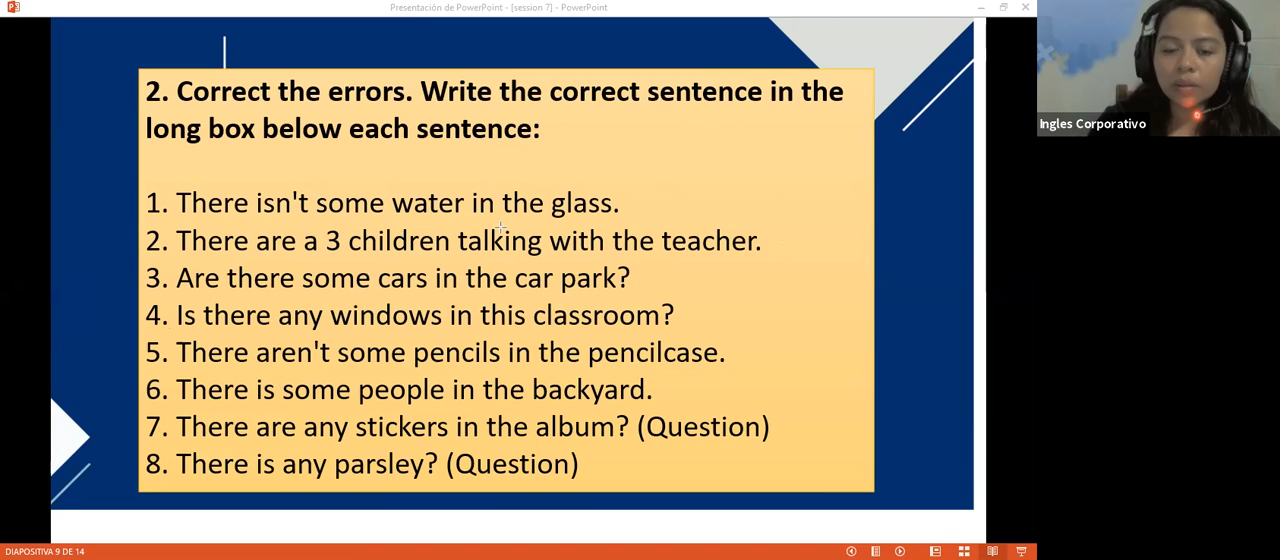 Presentación de PowerPoint - [session 7] - PowerPoint
2. Correct the errors. Write the correct sentence in the
long box below each sentence:
1. There isn't some water in the glass.
2. There are a 3 children talking with the teacher.
3. Are there some cars in the car park?
4. Is there any windows in this classroom?
5. There aren't some pencils in the pencilcase.
6. There is some people in the backyard.
7. There are any stickers in the album? (Question)
8. There is any parsley? (Question)
Ingles Corporativo
DIAPOSITIVA 9 DE 14